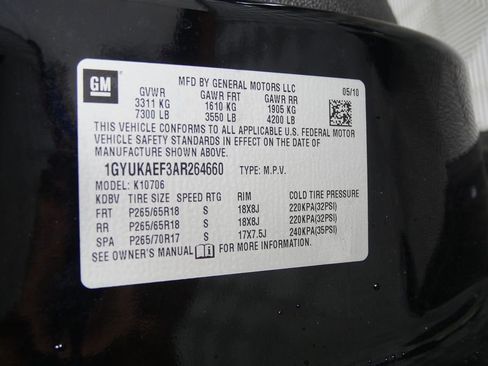 GM
MFD BY GENERAL MOTORS LLC
05/10
GVWR GAWR FRT GAWR RR
3311 KG 1610 KG 1905 KG
7300 LB 3550 LB 4200 LB
THIS VEHICLE CONFORMS TO ALL APPLICABLE U.S. FEDERAL MOTOR
VEHICLE SAFETY STANDARDS IN EFFECT ON THE DATE OF
MANUFACTURE SHOWN ABOVE.
1GYUKAEF3AR264660 TYPE: M.P.V.
MODEL: K10706
KDBV TIRE SIZE SPEED RTG RIM COLD TIRE PRESSURE
FRT P265/65R18 S 18X8J 220KPA(32PSI)
RR P265/65R18 S 18X8J 220KPA(32PSI)
SPA P265/70R17 S 17X7.5J 240KPA(35PSI)
SEE OWNER'S MANUAL FOR MORE INFORMATION.